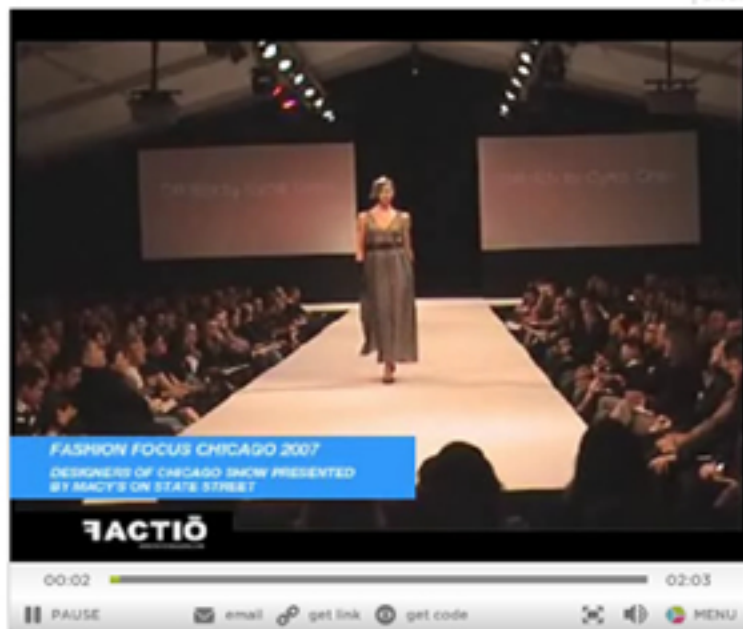 FASHION FOCUS CHICAGO 2007
DESIGNERS OF CHICAGO SHOW PRESENTED
BY MACY'S ON STATE STREET
FACTIŌ
00:02
02:03
PAUSE
email
get link
get code
MENU